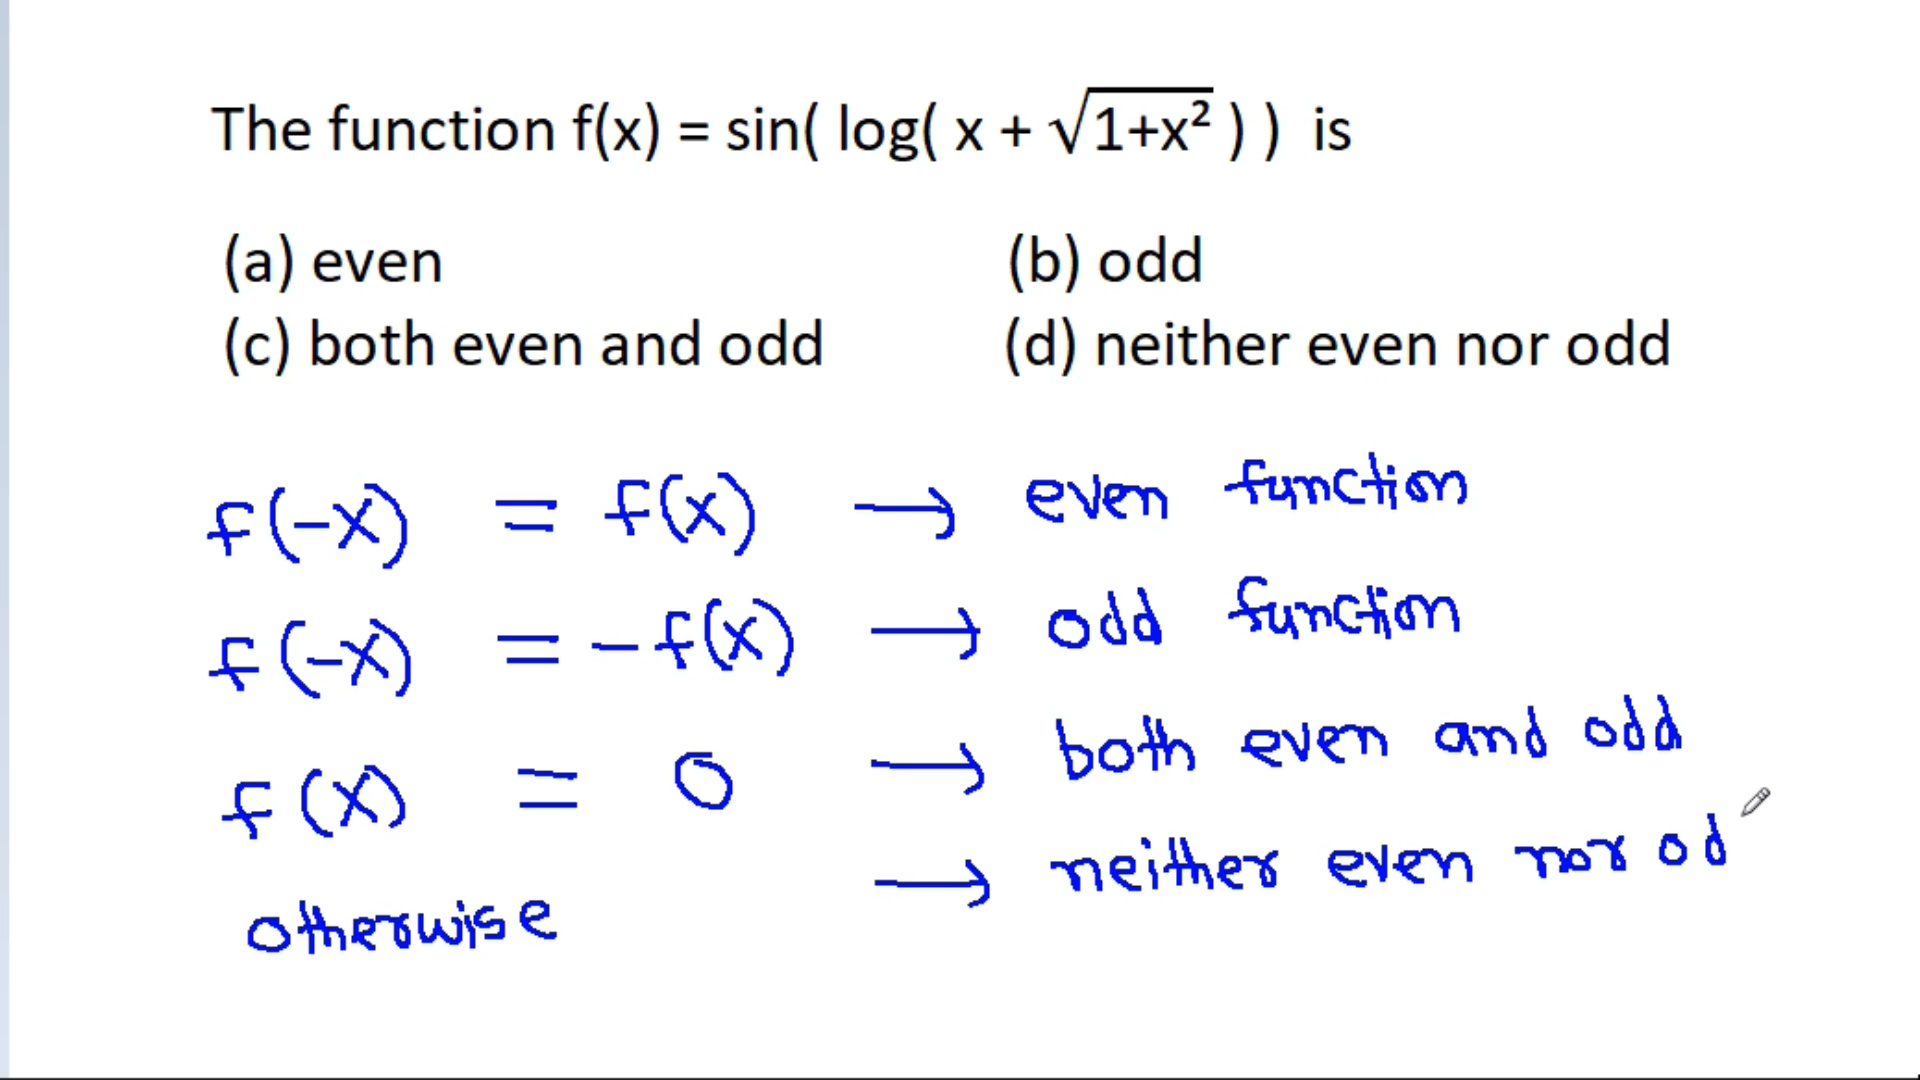 The function f(x) = sin( log( x + √1+x² ) ) is
(a) even (b) odd
(c) both even and odd (d) neither even nor odd
f(-x) = f(x) → even function
f(-x) = -f(x) → odd function
f(x) = 0 → both even and odd
otherwise → neither even nor od